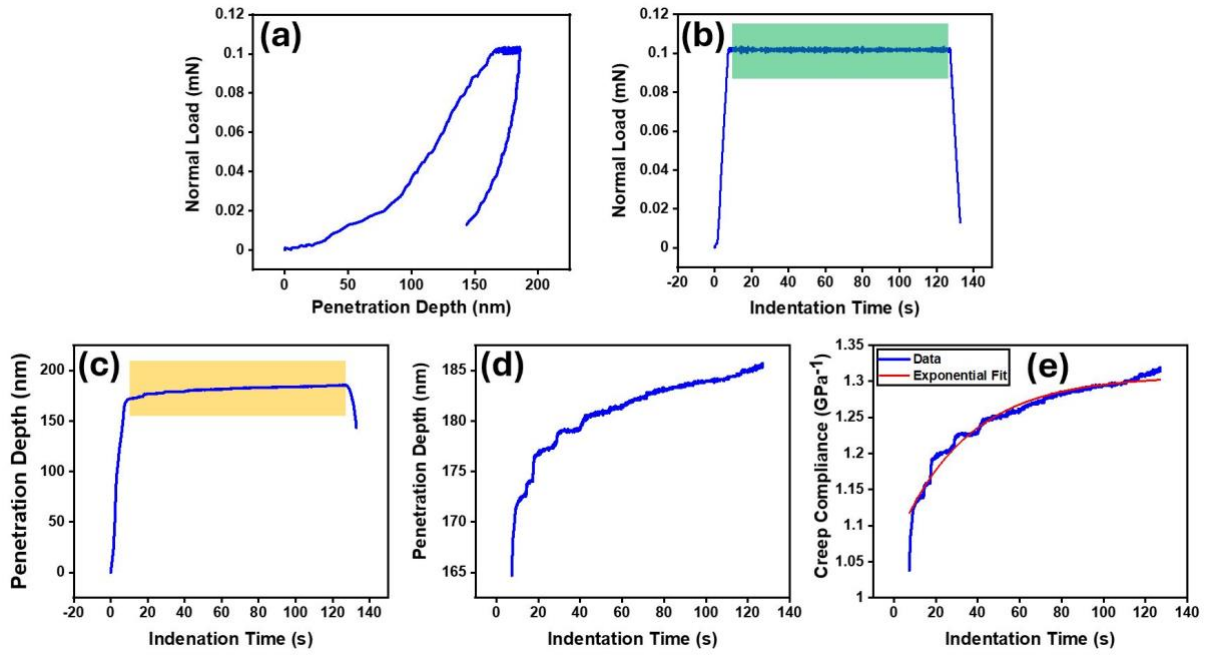 (a)
0.12
0.1
0.08
0.06
0.04
0.02
0
Normal Load (mN)
0 50 100 150 200
Penetration Depth (nm)
(b)
0.12
0.1
0.08
0.06
0.04
0.02
0
Normal Load (mN)
-20 0 20 40 60 80 100 120 140
Indentation Time (s)
(c)
200
150
100
50
0
Penetration Depth (nm)
-20 0 20 40 60 80 100 120 140
Indenation Time (s)
(d)
185
180
175
170
165
Penetration Depth (nm)
0 20 40 60 80 100 120 140
Indentation Time (s)
(e)
Data
Exponential Fit
1.35
1.3
1.25
1.2
1.15
1.1
1.05
1
Creep Compliance (GPa⁻¹)
0 20 40 60 80 100 120 140
Indentation Time (s)